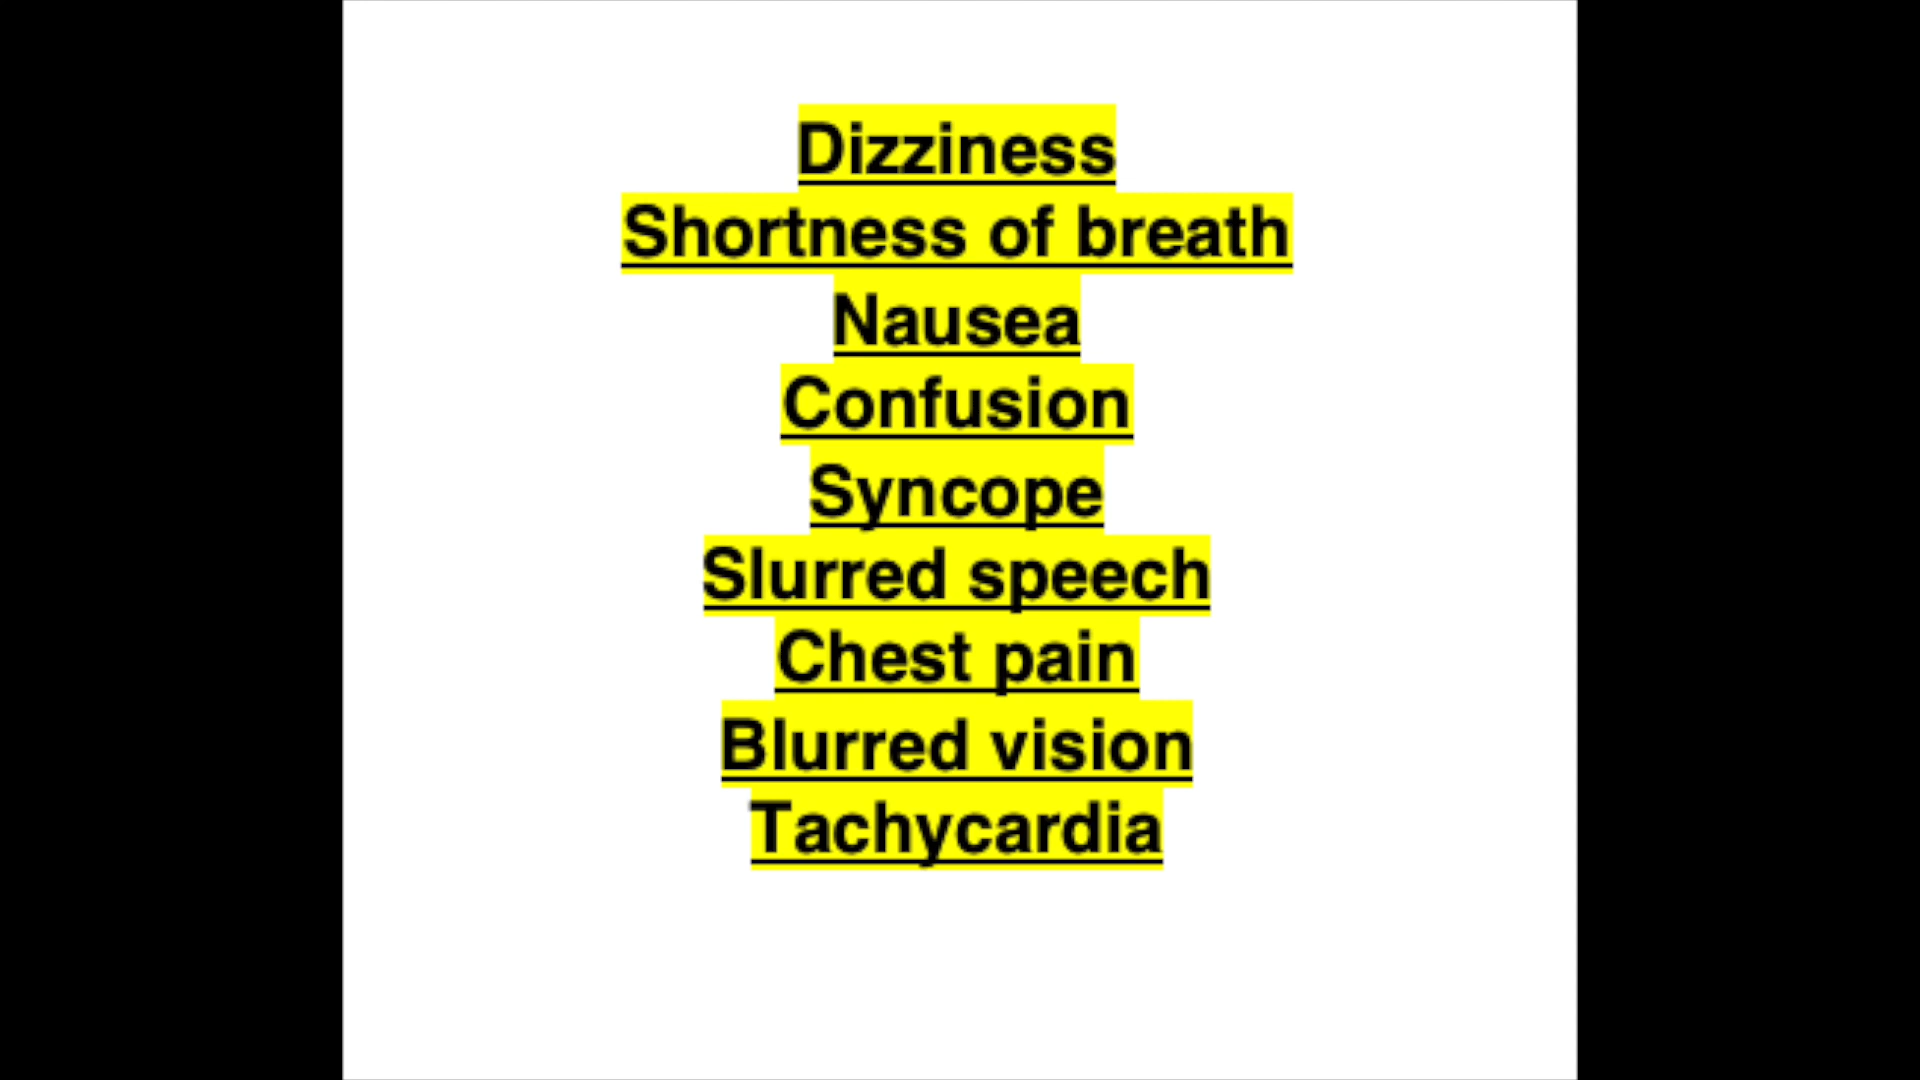 Dizziness
Shortness of breath
Nausea
Confusion
Syncope
Slurred speech
Chest pain
Blurred vision
Tachycardia